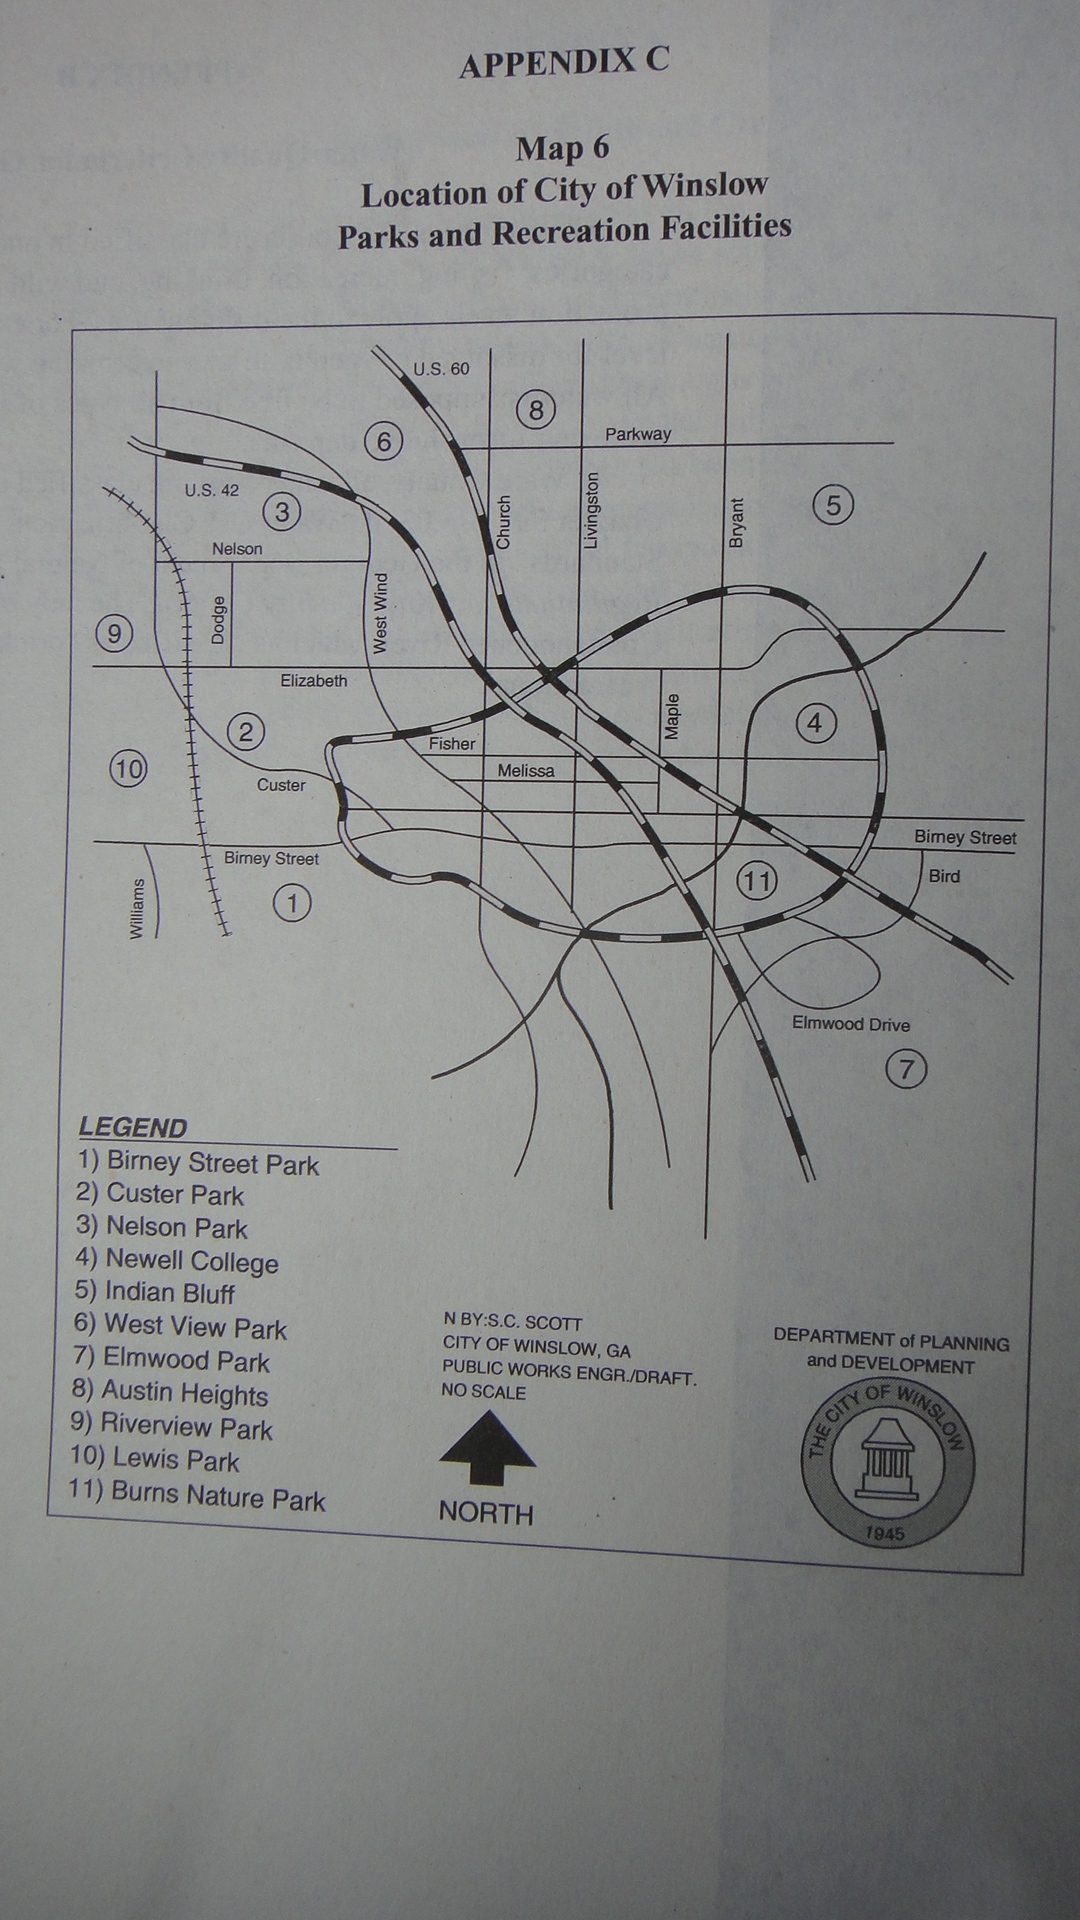 APPENDIX C
Map 6
Location of City of Winslow
Parks and Recreation Facilities
U.S. 60
8
6
Parkway
U.S. 42
3
Church
Livingston
Bryant
5
Nelson
Dodge
West Wind
9
Elizabeth
Maple
2
4
Fisher
10
Melissa
Custer
Birney Street
Birney Street
Bird
11
Williams
1
Elmwood Drive
7
LEGEND
1) Birney Street Park
2) Custer Park
3) Nelson Park
4) Newell College
5) Indian Bluff
6) West View Park
7) Elmwood Park
8) Austin Heights
9) Riverview Park
10) Lewis Park
11) Burns Nature Park
N BY:S.C. SCOTT
CITY OF WINSLOW, GA
PUBLIC WORKS ENGR./DRAFT.
NO SCALE
NORTH
DEPARTMENT of PLANNING
and DEVELOPMENT
THE CITY OF WINSLOW
1945